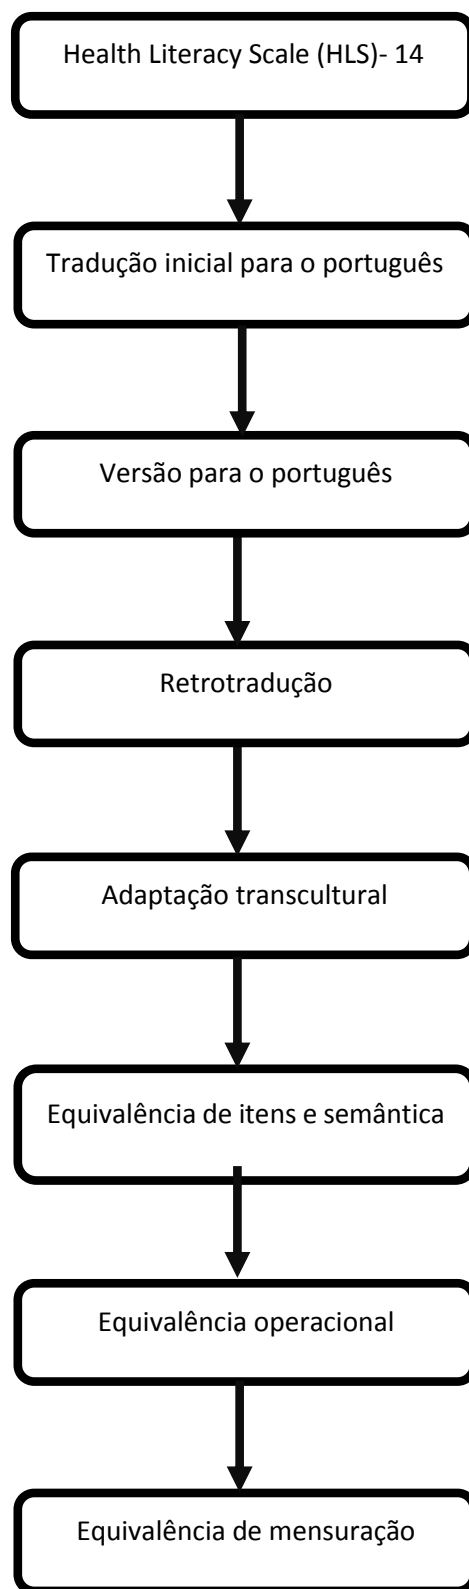 Health Literacy Scale (HLS)- 14
Tradução inicial para o português
Versão para o português
Retrotradução
Adaptação transcultural
Equivalência de itens e semântica
Equivalência operacional
Equivalência de mensuração